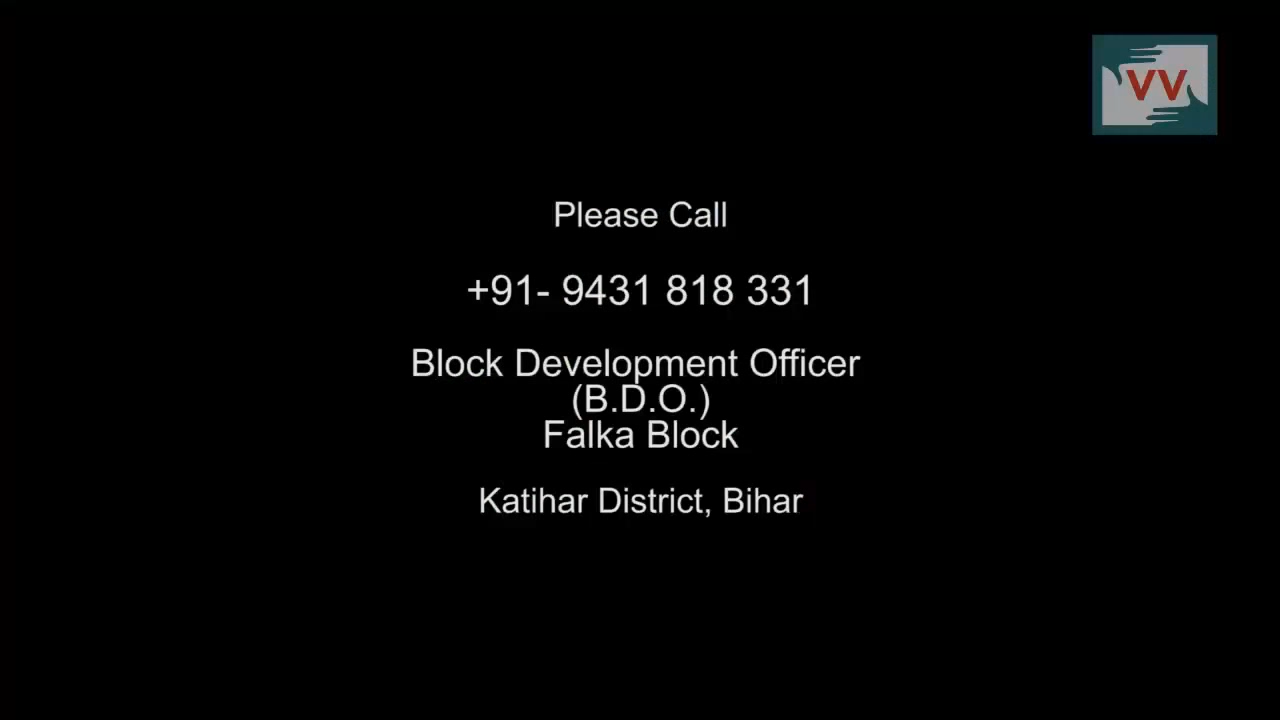 VV
Please Call
+91- 9431 818 331
Block Development Officer
(B.D.O.)
Falka Block
Katihar District, Bihar